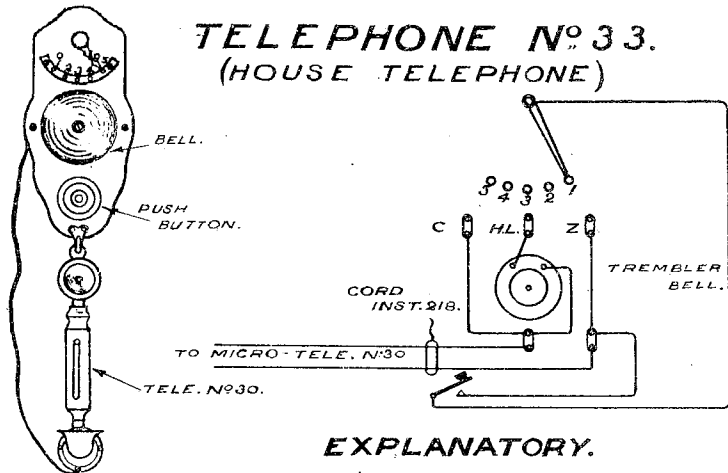 TELEPHONE Nº 33.
(HOUSE TELEPHONE)
BELL.
PUSH
BUTTON.
TELE. Nº30.
5 4 3 2 1
C H.L. Z
TREMBLER
BELL.
CORD
INST. 218.
TO MICRO-TELE. Nº30
EXPLANATORY.